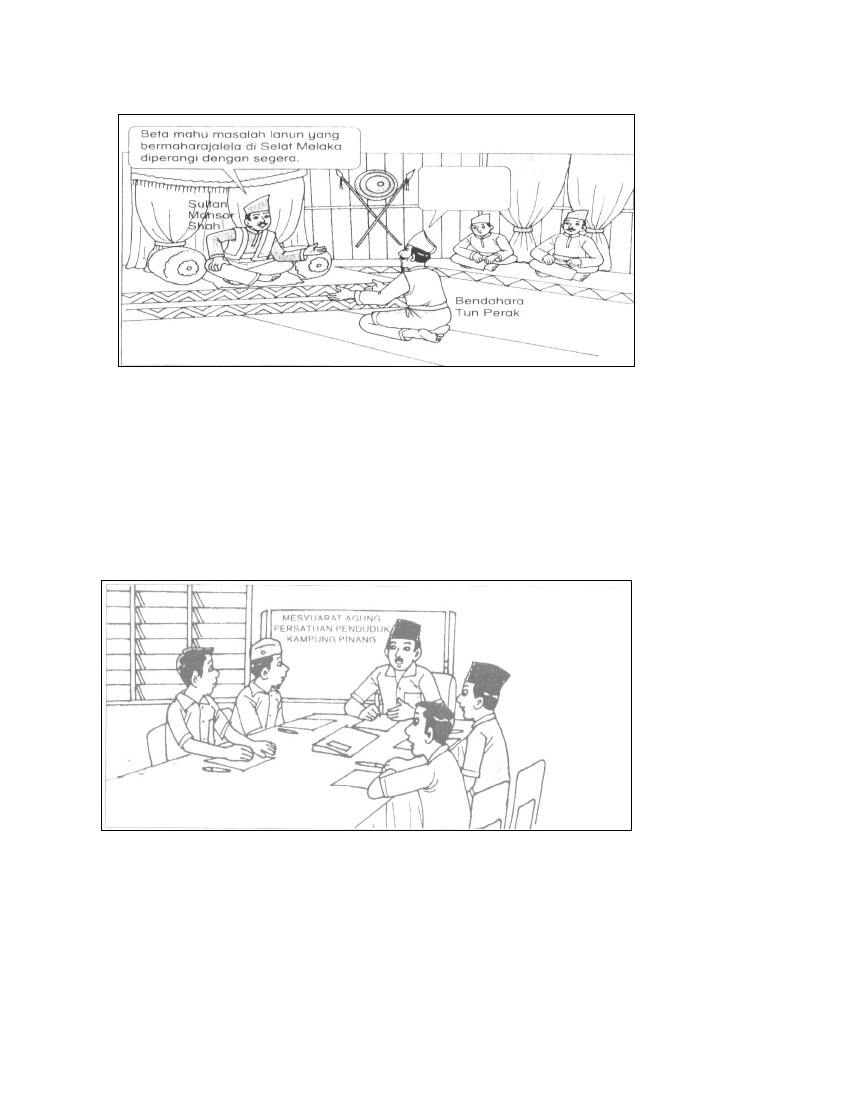 Beta mahu masalah lanun yang
bermaharajalela di Selat Melaka
diperangi dengan segera.
Sultan
Mansor
Shah
Bendahara
Tun Perak
MESYUARAT AGUNG
PERSATUAN PENDUDUK
KAMPUNG PINANG